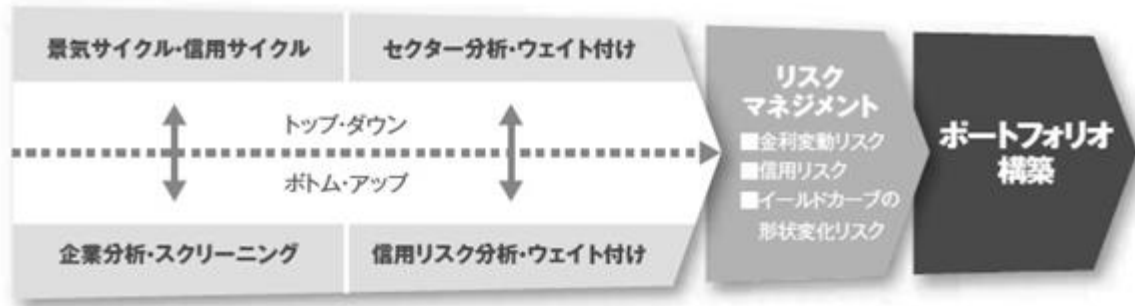 景気サイクル・信用サイクル
セクター分析・ウェイト付け
トップ・ダウン
ボトム・アップ
企業分析・スクリーニング
信用リスク分析・ウェイト付け
リスク
マネジメント
■金利変動リスク
■信用リスク
■イールドカーブの
形状変化リスク
ポートフォリオ
構築